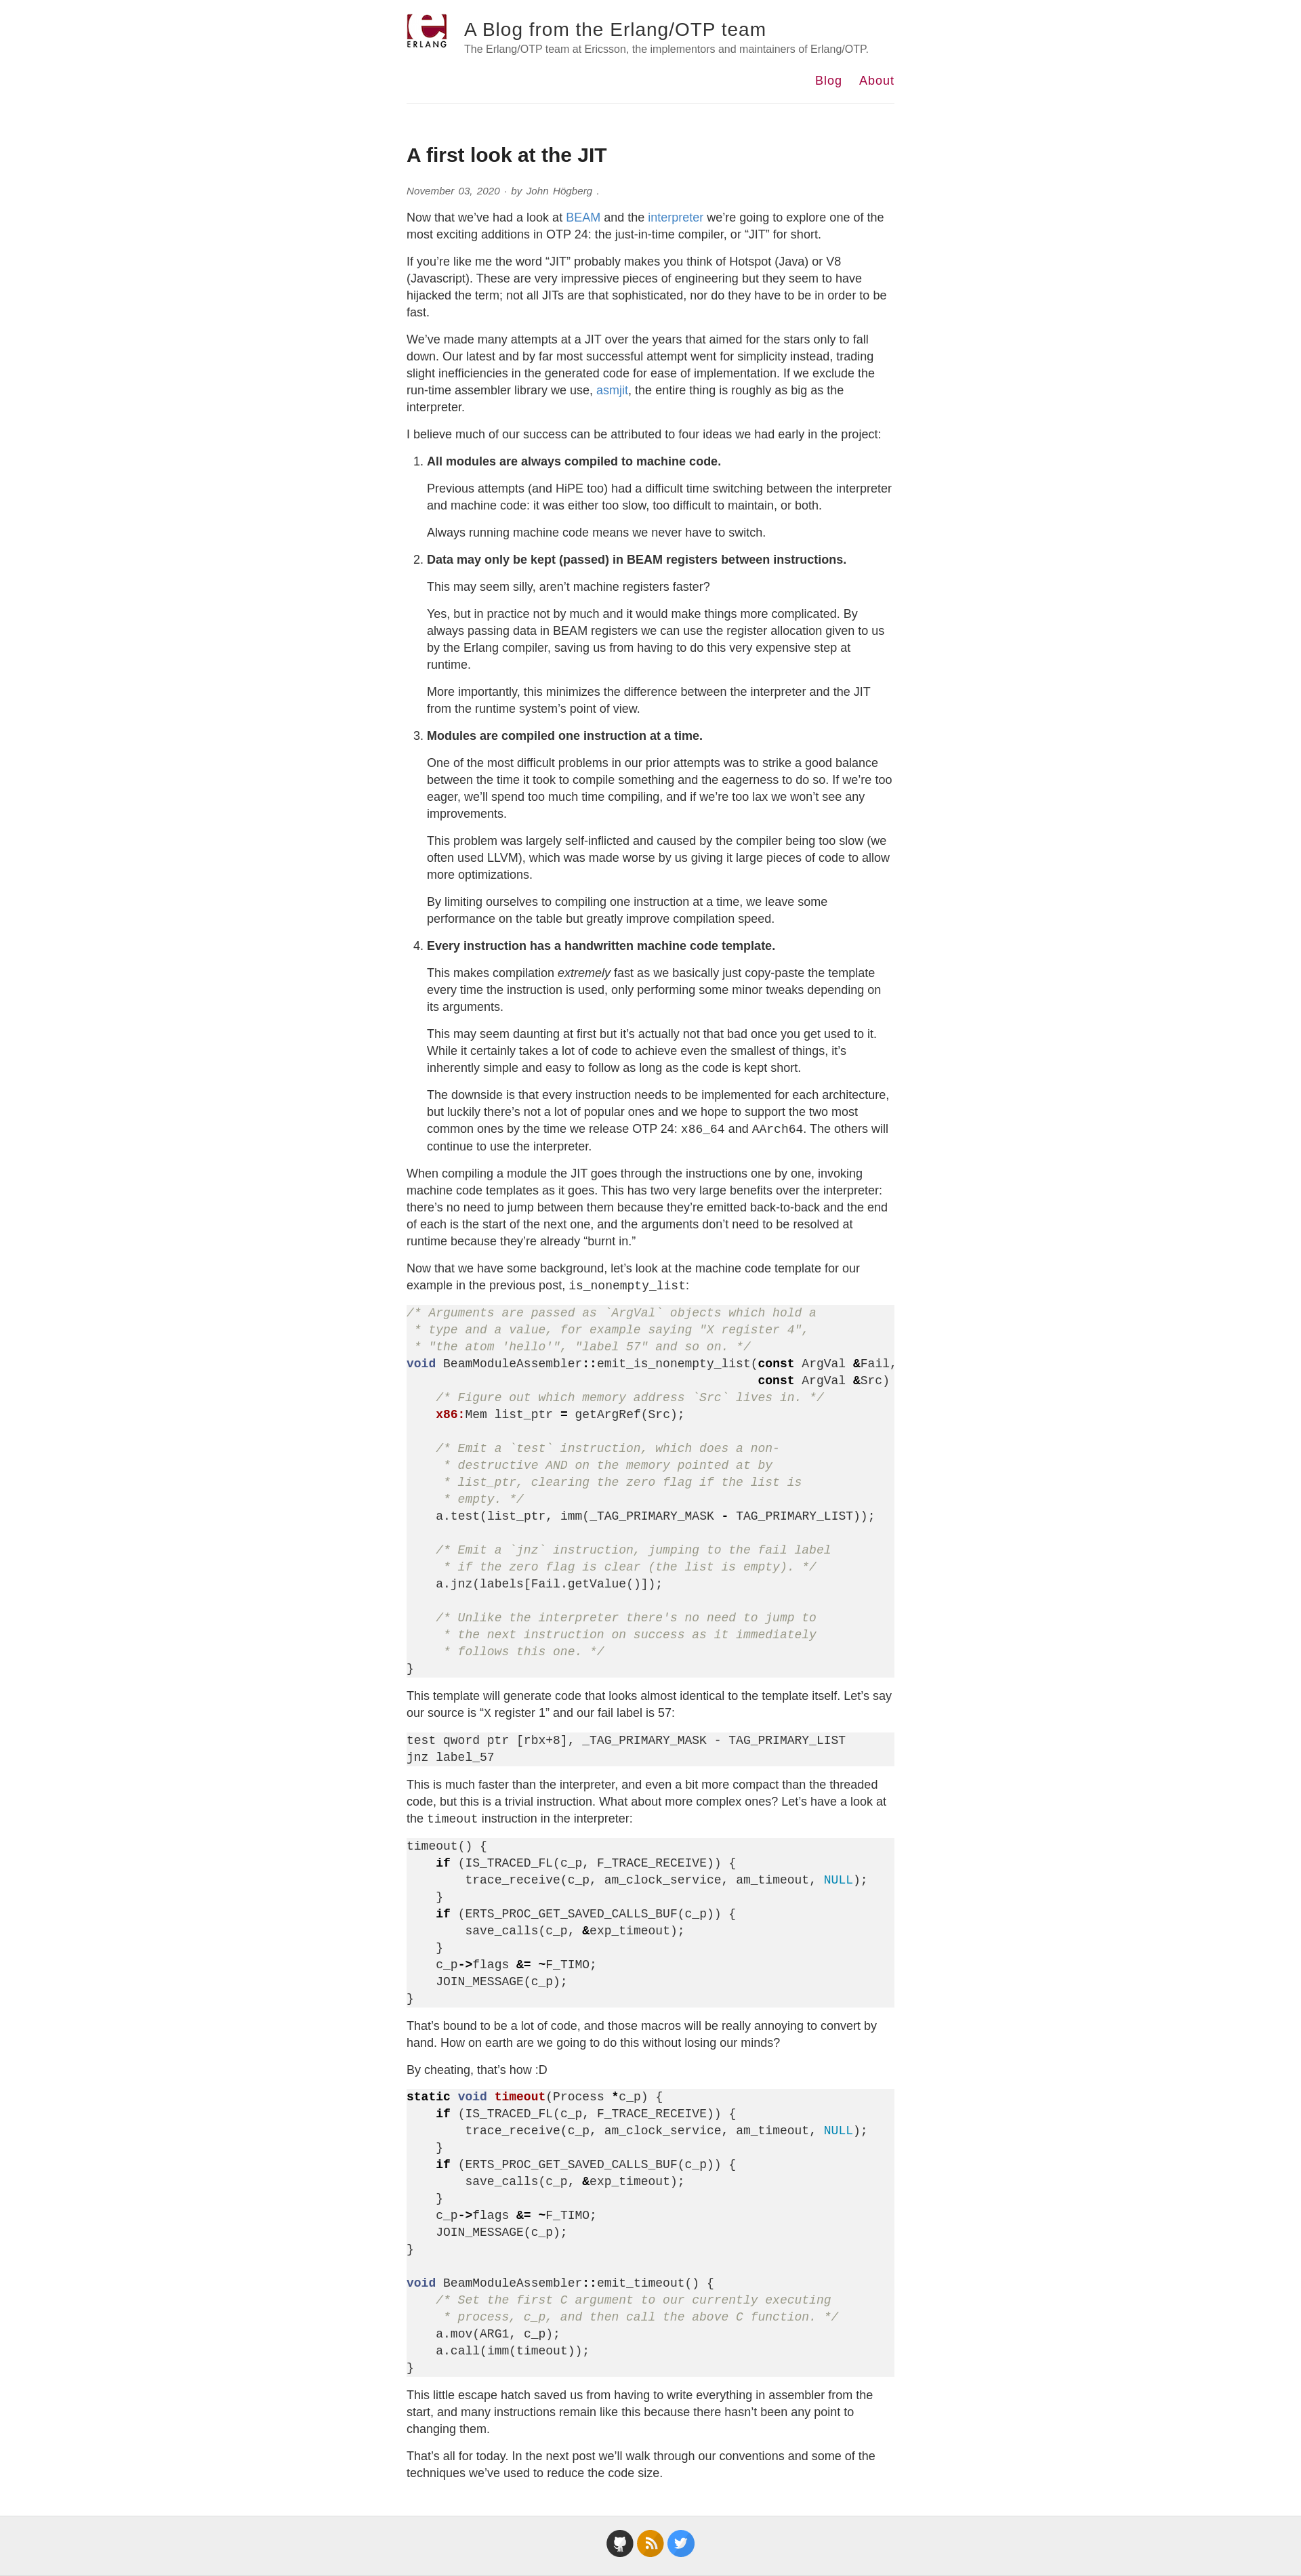 ERLANG
A Blog from the Erlang/OTP team
The Erlang/OTP team at Ericsson, the implementors and maintainers of Erlang/OTP.
Blog About
A first look at the JIT
November 03, 2020 · by John Högberg .
Now that we’ve had a look at BEAM and the interpreter we’re going to explore one of the
most exciting additions in OTP 24: the just-in-time compiler, or “JIT” for short.
If you’re like me the word “JIT” probably makes you think of Hotspot (Java) or V8
(Javascript). These are very impressive pieces of engineering but they seem to have
hijacked the term; not all JITs are that sophisticated, nor do they have to be in order to be
fast.
We’ve made many attempts at a JIT over the years that aimed for the stars only to fall
down. Our latest and by far most successful attempt went for simplicity instead, trading
slight inefficiencies in the generated code for ease of implementation. If we exclude the
run-time assembler library we use, asmjit, the entire thing is roughly as big as the
interpreter.
I believe much of our success can be attributed to four ideas we had early in the project:
1. All modules are always compiled to machine code.
Previous attempts (and HiPE too) had a difficult time switching between the interpreter
and machine code: it was either too slow, too difficult to maintain, or both.
Always running machine code means we never have to switch.
2. Data may only be kept (passed) in BEAM registers between instructions.
This may seem silly, aren’t machine registers faster?
Yes, but in practice not by much and it would make things more complicated. By
always passing data in BEAM registers we can use the register allocation given to us
by the Erlang compiler, saving us from having to do this very expensive step at
runtime.
More importantly, this minimizes the difference between the interpreter and the JIT
from the runtime system’s point of view.
3. Modules are compiled one instruction at a time.
One of the most difficult problems in our prior attempts was to strike a good balance
between the time it took to compile something and the eagerness to do so. If we’re too
eager, we’ll spend too much time compiling, and if we’re too lax we won’t see any
improvements.
This problem was largely self-inflicted and caused by the compiler being too slow (we
often used LLVM), which was made worse by us giving it large pieces of code to allow
more optimizations.
By limiting ourselves to compiling one instruction at a time, we leave some
performance on the table but greatly improve compilation speed.
4. Every instruction has a handwritten machine code template.
This makes compilation extremely fast as we basically just copy-paste the template
every time the instruction is used, only performing some minor tweaks depending on
its arguments.
This may seem daunting at first but it’s actually not that bad once you get used to it.
While it certainly takes a lot of code to achieve even the smallest of things, it’s
inherently simple and easy to follow as long as the code is kept short.
The downside is that every instruction needs to be implemented for each architecture,
but luckily there’s not a lot of popular ones and we hope to support the two most
common ones by the time we release OTP 24: x86_64 and AArch64. The others will
continue to use the interpreter.
When compiling a module the JIT goes through the instructions one by one, invoking
machine code templates as it goes. This has two very large benefits over the interpreter:
there’s no need to jump between them because they’re emitted back-to-back and the end
of each is the start of the next one, and the arguments don’t need to be resolved at
runtime because they’re already “burnt in.”
Now that we have some background, let’s look at the machine code template for our
example in the previous post, is_nonempty_list:
/* Arguments are passed as `ArgVal` objects which hold a
 * type and a value, for example saying "X register 4",
 * "the atom 'hello'", "label 57" and so on. */
void BeamModuleAssembler::emit_is_nonempty_list(const ArgVal &Fail,
                                                const ArgVal &Src)
    /* Figure out which memory address `Src` lives in. */
    x86:Mem list_ptr = getArgRef(Src);
    /* Emit a `test` instruction, which does a non-
     * destructive AND on the memory pointed at by
     * list_ptr, clearing the zero flag if the list is
     * empty. */
    a.test(list_ptr, imm(_TAG_PRIMARY_MASK - TAG_PRIMARY_LIST));
    /* Emit a `jnz` instruction, jumping to the fail label
     * if the zero flag is clear (the list is empty). */
    a.jnz(labels[Fail.getValue()]);
    /* Unlike the interpreter there's no need to jump to
     * the next instruction on success as it immediately
     * follows this one. */
}
This template will generate code that looks almost identical to the template itself. Let’s say
our source is “X register 1” and our fail label is 57:
test qword ptr [rbx+8], _TAG_PRIMARY_MASK - TAG_PRIMARY_LIST
jnz label_57
This is much faster than the interpreter, and even a bit more compact than the threaded
code, but this is a trivial instruction. What about more complex ones? Let’s have a look at
the timeout instruction in the interpreter:
timeout() {
    if (IS_TRACED_FL(c_p, F_TRACE_RECEIVE)) {
        trace_receive(c_p, am_clock_service, am_timeout, NULL);
    }
    if (ERTS_PROC_GET_SAVED_CALLS_BUF(c_p)) {
        save_calls(c_p, &exp_timeout);
    }
    c_p->flags &= ~F_TIMO;
    JOIN_MESSAGE(c_p);
}
That’s bound to be a lot of code, and those macros will be really annoying to convert by
hand. How on earth are we going to do this without losing our minds?
By cheating, that’s how :D
static void timeout(Process *c_p) {
    if (IS_TRACED_FL(c_p, F_TRACE_RECEIVE)) {
        trace_receive(c_p, am_clock_service, am_timeout, NULL);
    }
    if (ERTS_PROC_GET_SAVED_CALLS_BUF(c_p)) {
        save_calls(c_p, &exp_timeout);
    }
    c_p->flags &= ~F_TIMO;
    JOIN_MESSAGE(c_p);
}
void BeamModuleAssembler::emit_timeout() {
    /* Set the first C argument to our currently executing
     * process, c_p, and then call the above C function. */
    a.mov(ARG1, c_p);
    a.call(imm(timeout));
}
This little escape hatch saved us from having to write everything in assembler from the
start, and many instructions remain like this because there hasn’t been any point to
changing them.
That’s all for today. In the next post we’ll walk through our conventions and some of the
techniques we’ve used to reduce the code size.